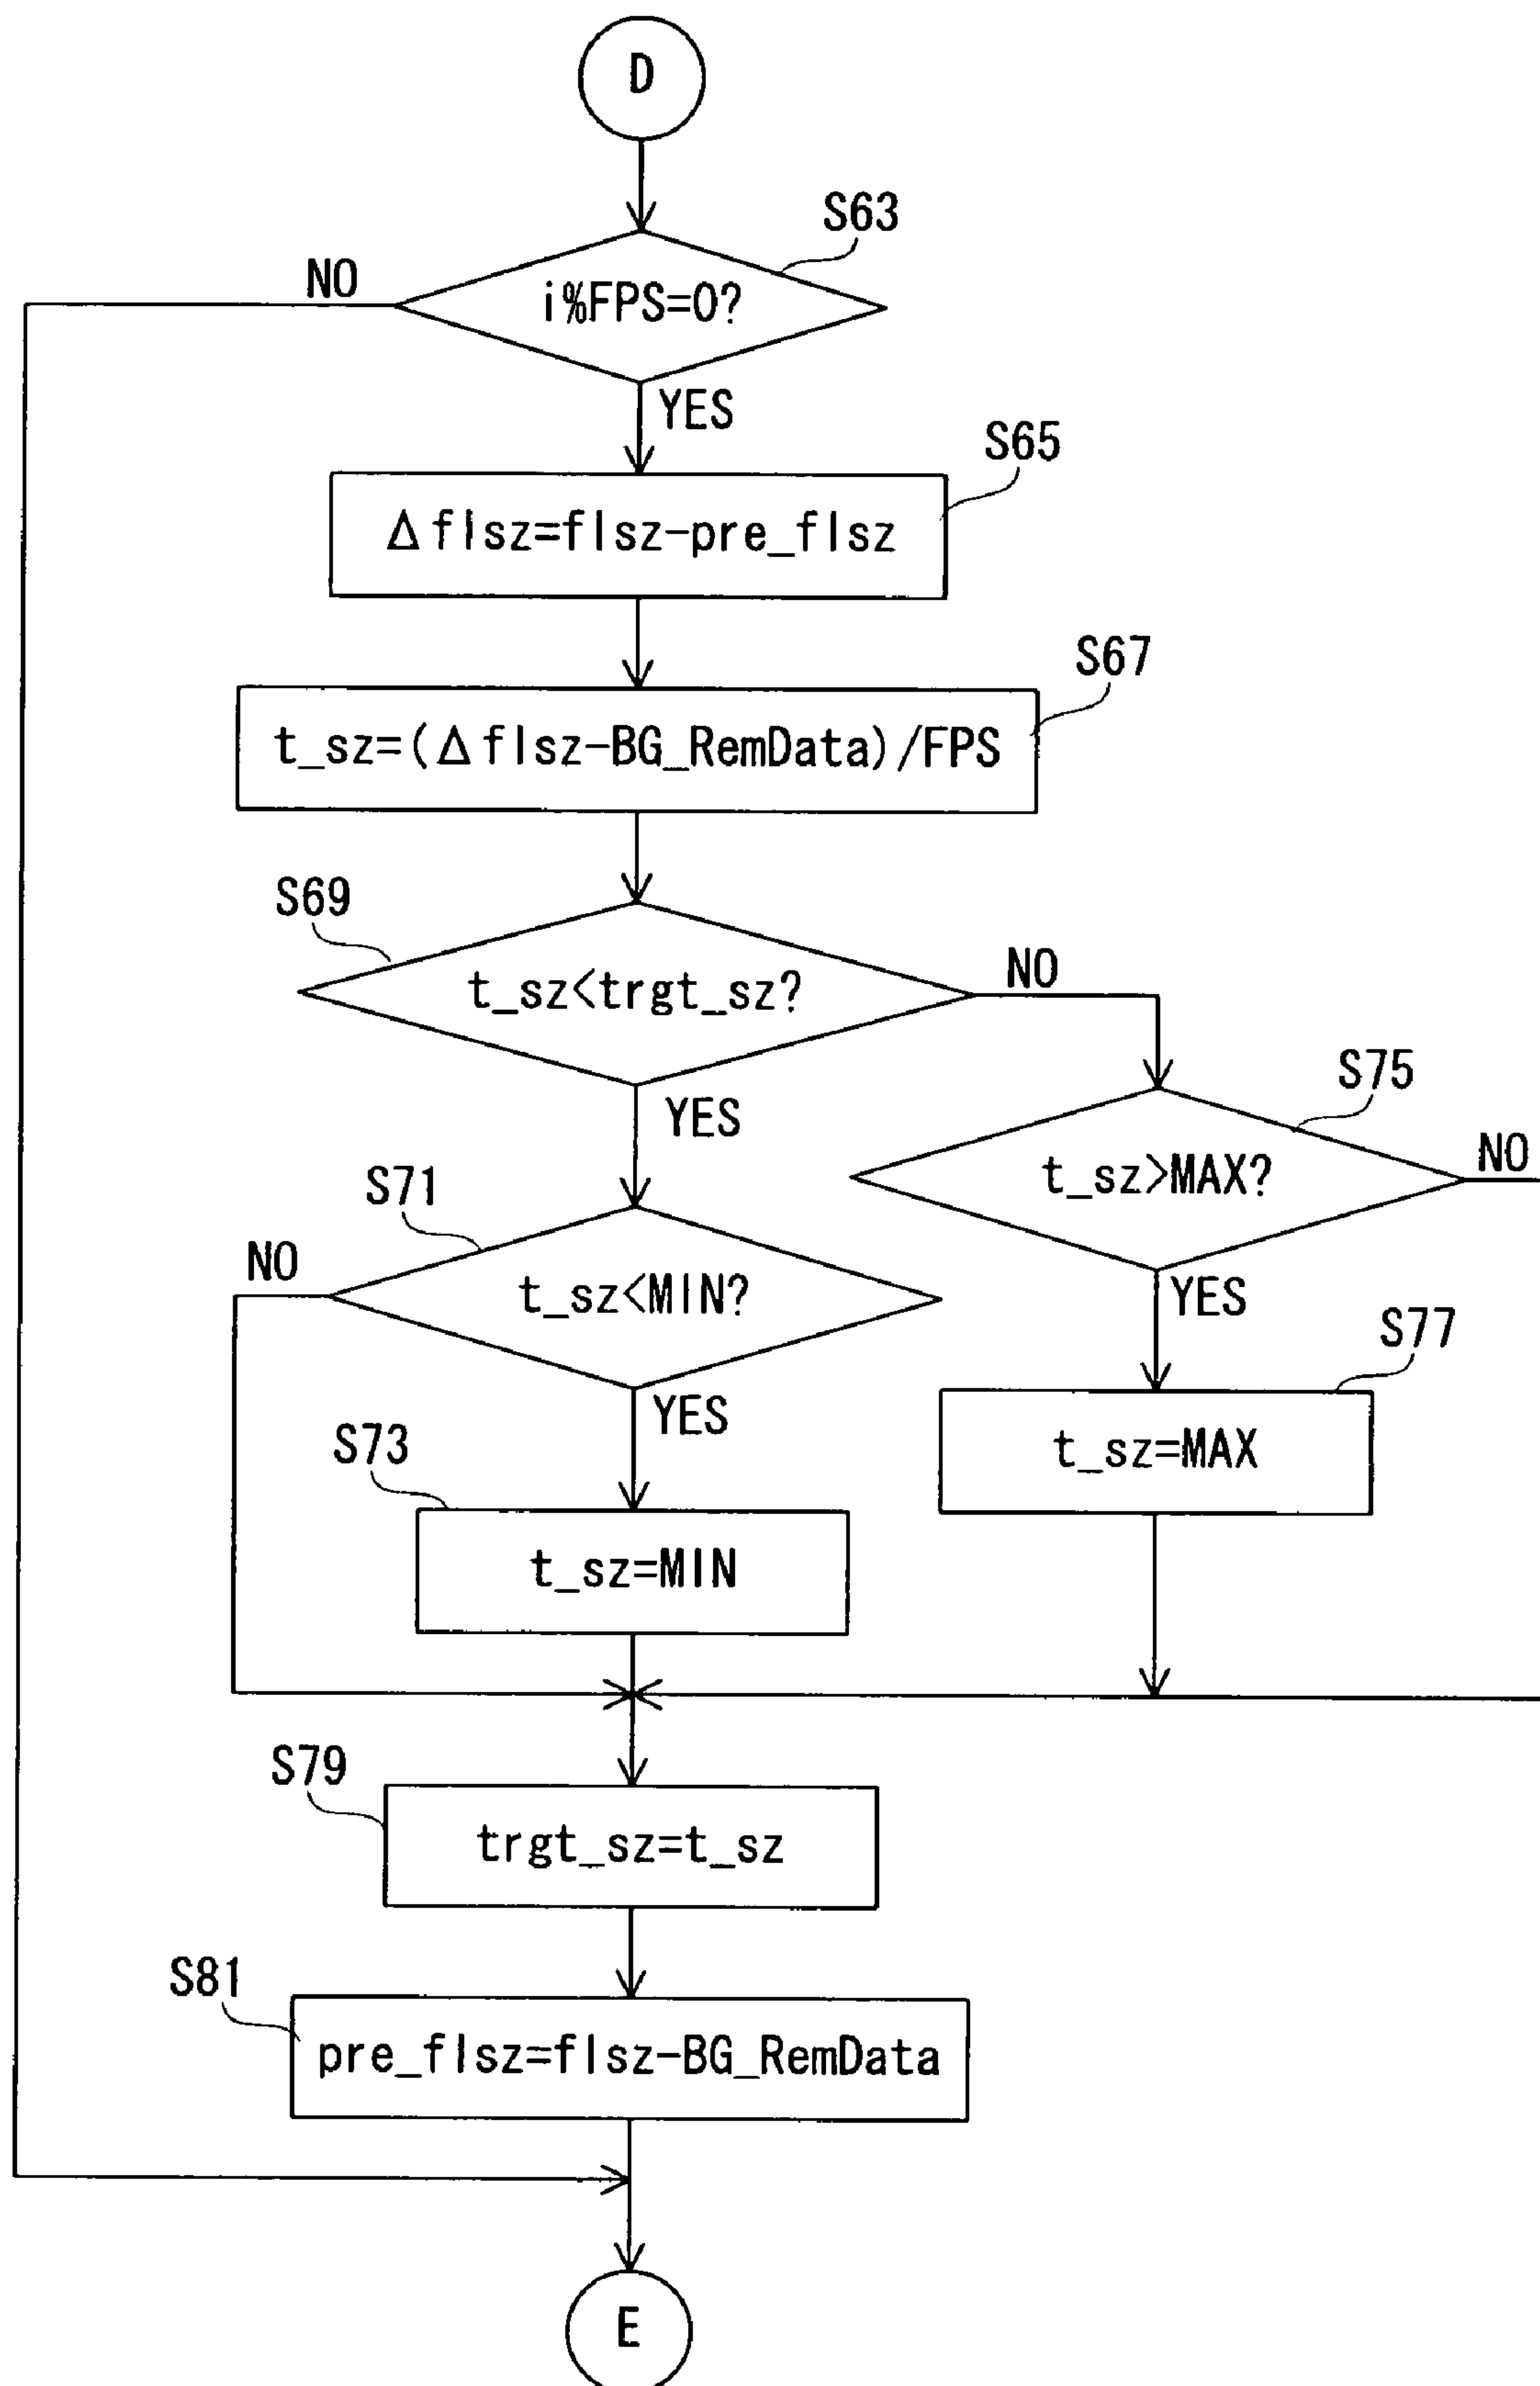 D
S63
NO
i%FPS=0?
YES
S65
Δflsz=flsz-pre_flsz
S67
t_sz=(Δflsz-BG_RemData)/FPS
S69
t_sz<trgt_sz?
NO
YES
S75
t_sz>MAX?
NO
S71
NO
t_sz<MIN?
YES
S77
t_sz=MAX
YES
S73
t_sz=MIN
S79
trgt_sz=t_sz
S81
pre_flsz=flsz-BG_RemData
E